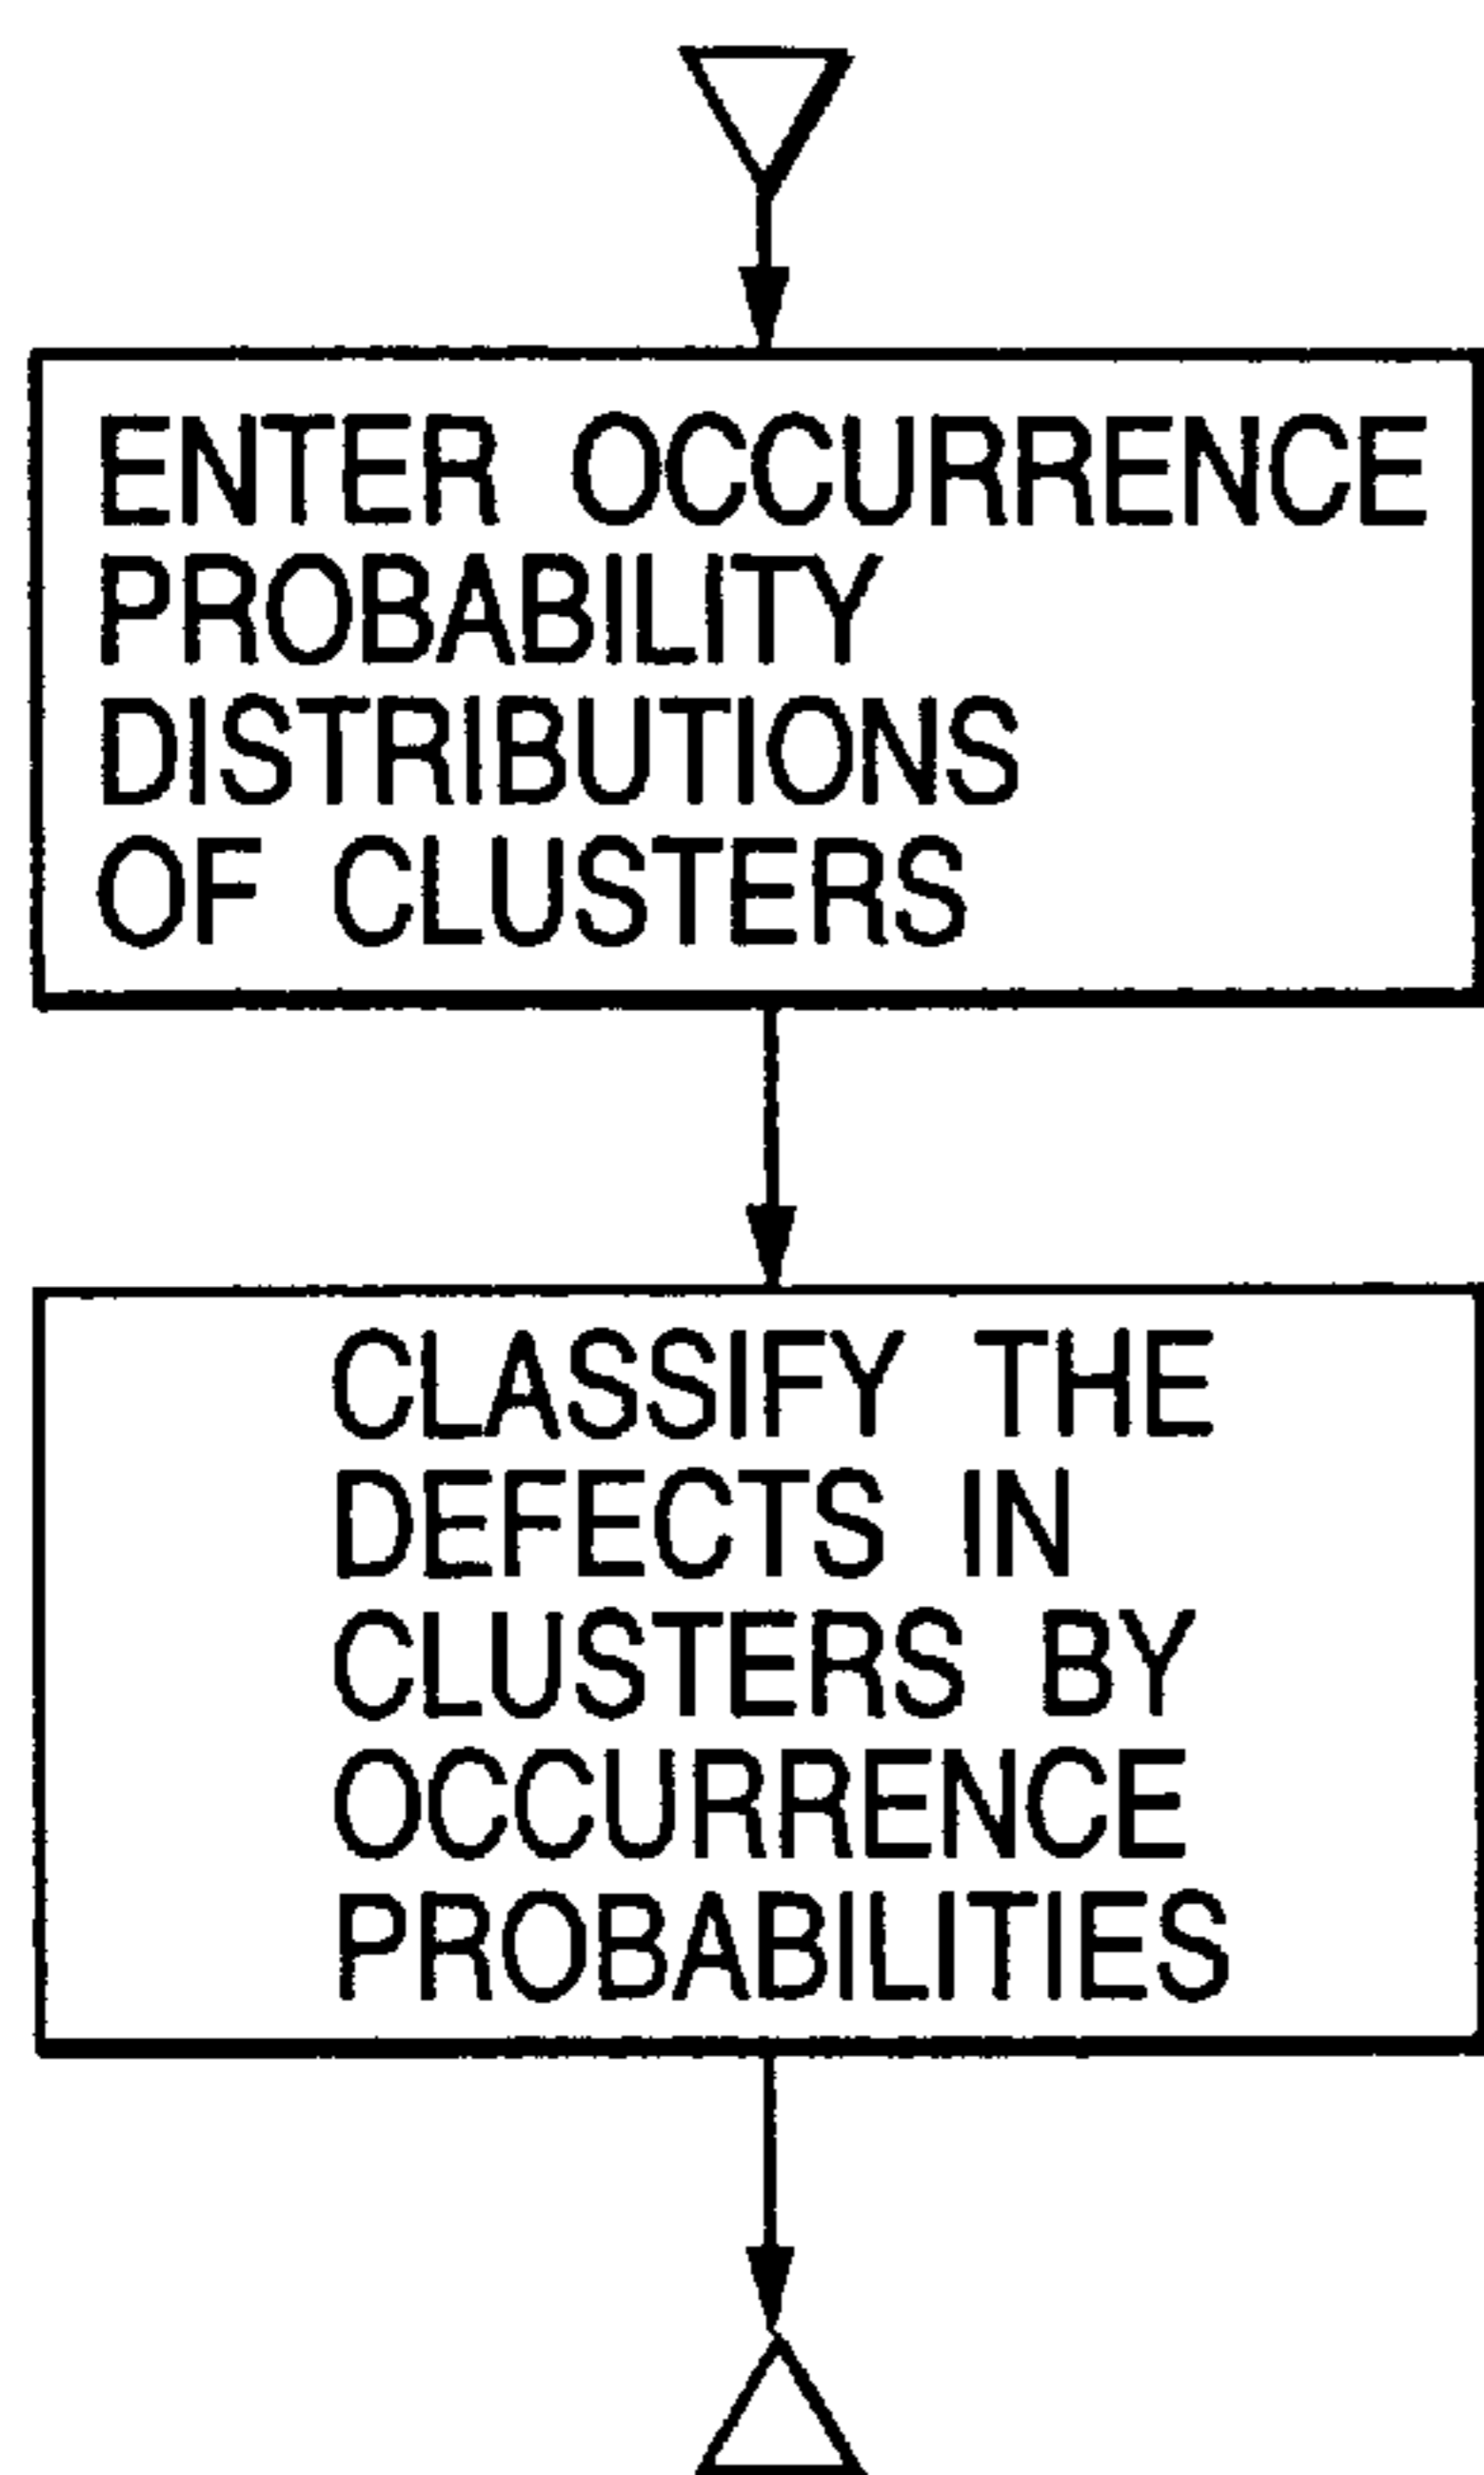 ENTER OCCURRENCE
PROBABILITY
DISTRIBUTIONS
OF CLUSTERS
CLASSIFY THE
DEFECTS IN
CLUSTERS BY
OCCURRENCE
PROBABILITIES